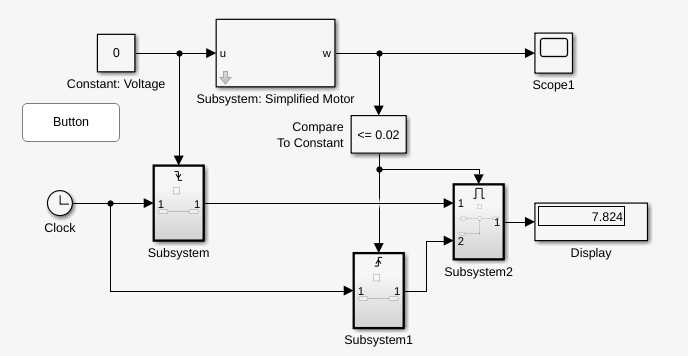 0
Constant: Voltage
u
w
Subsystem: Simplified Motor
Scope1
Button
Compare
To Constant
<= 0.02
Clock
1
1
Subsystem
1
2
1
Subsystem2
7.824
Display
1
1
Subsystem1